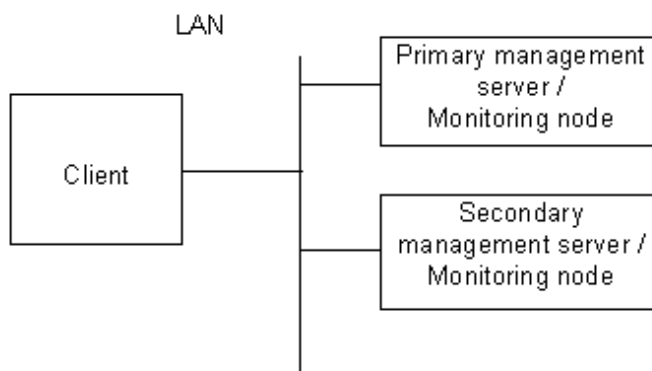 LAN
Primary management
server /
Monitoring node
Client
Secondary
management server /
Monitoring node